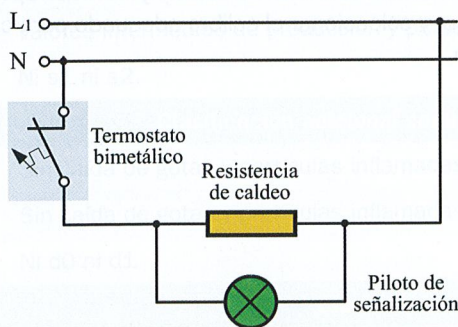 L₁
N
Termostato
bimetálico
Resistencia
de caldeo
Piloto de
señalización